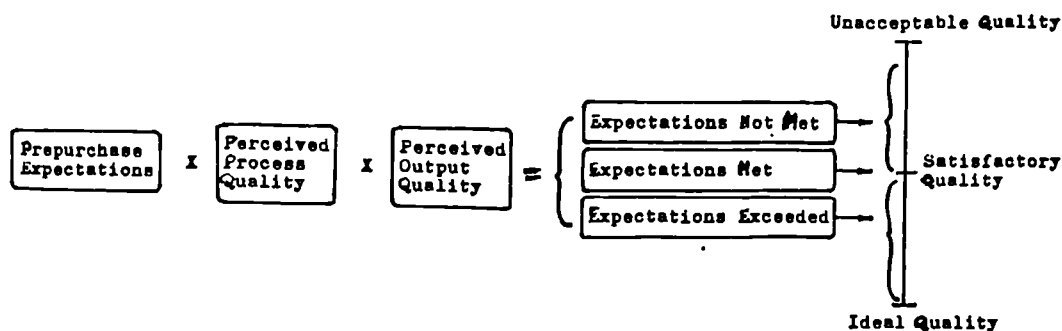 Unacceptable Quality
Prepurchase
Expectations
x
Perceived
Process
Quality
x
Perceived
Output
Quality
=
Expectations Not Met
Expectations Met
Expectations Exceeded
Satisfactory
Quality
Ideal Quality